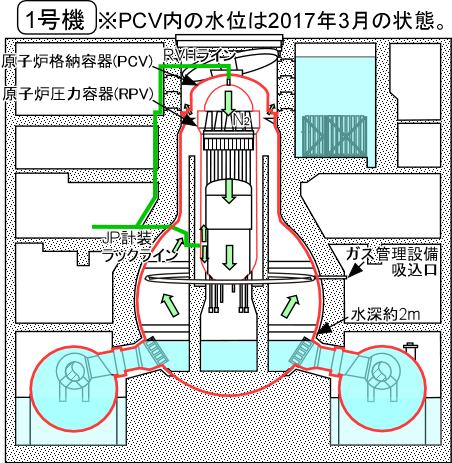 1号機 ※PCV内の水位は2017年3月の状態。
RVHライン
原子炉格納容器(PCV)
原子炉圧力容器(RPV)
N₂
JP計装
ラックライン
ガス管理設備
吸込口
水深約2m